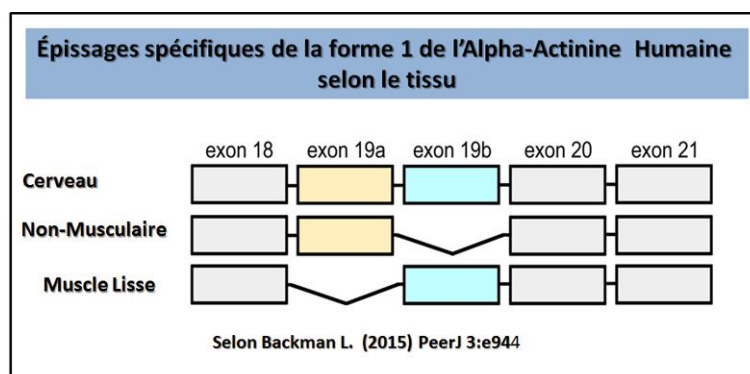 Épissages spécifiques de la forme 1 de l'Alpha-Actinine Humaine
selon le tissu
exon 18 exon 19a exon 19b exon 20 exon 21
Cerveau
Non-Musculaire
Muscle Lisse
Selon Backman L. (2015) PeerJ 3:e944